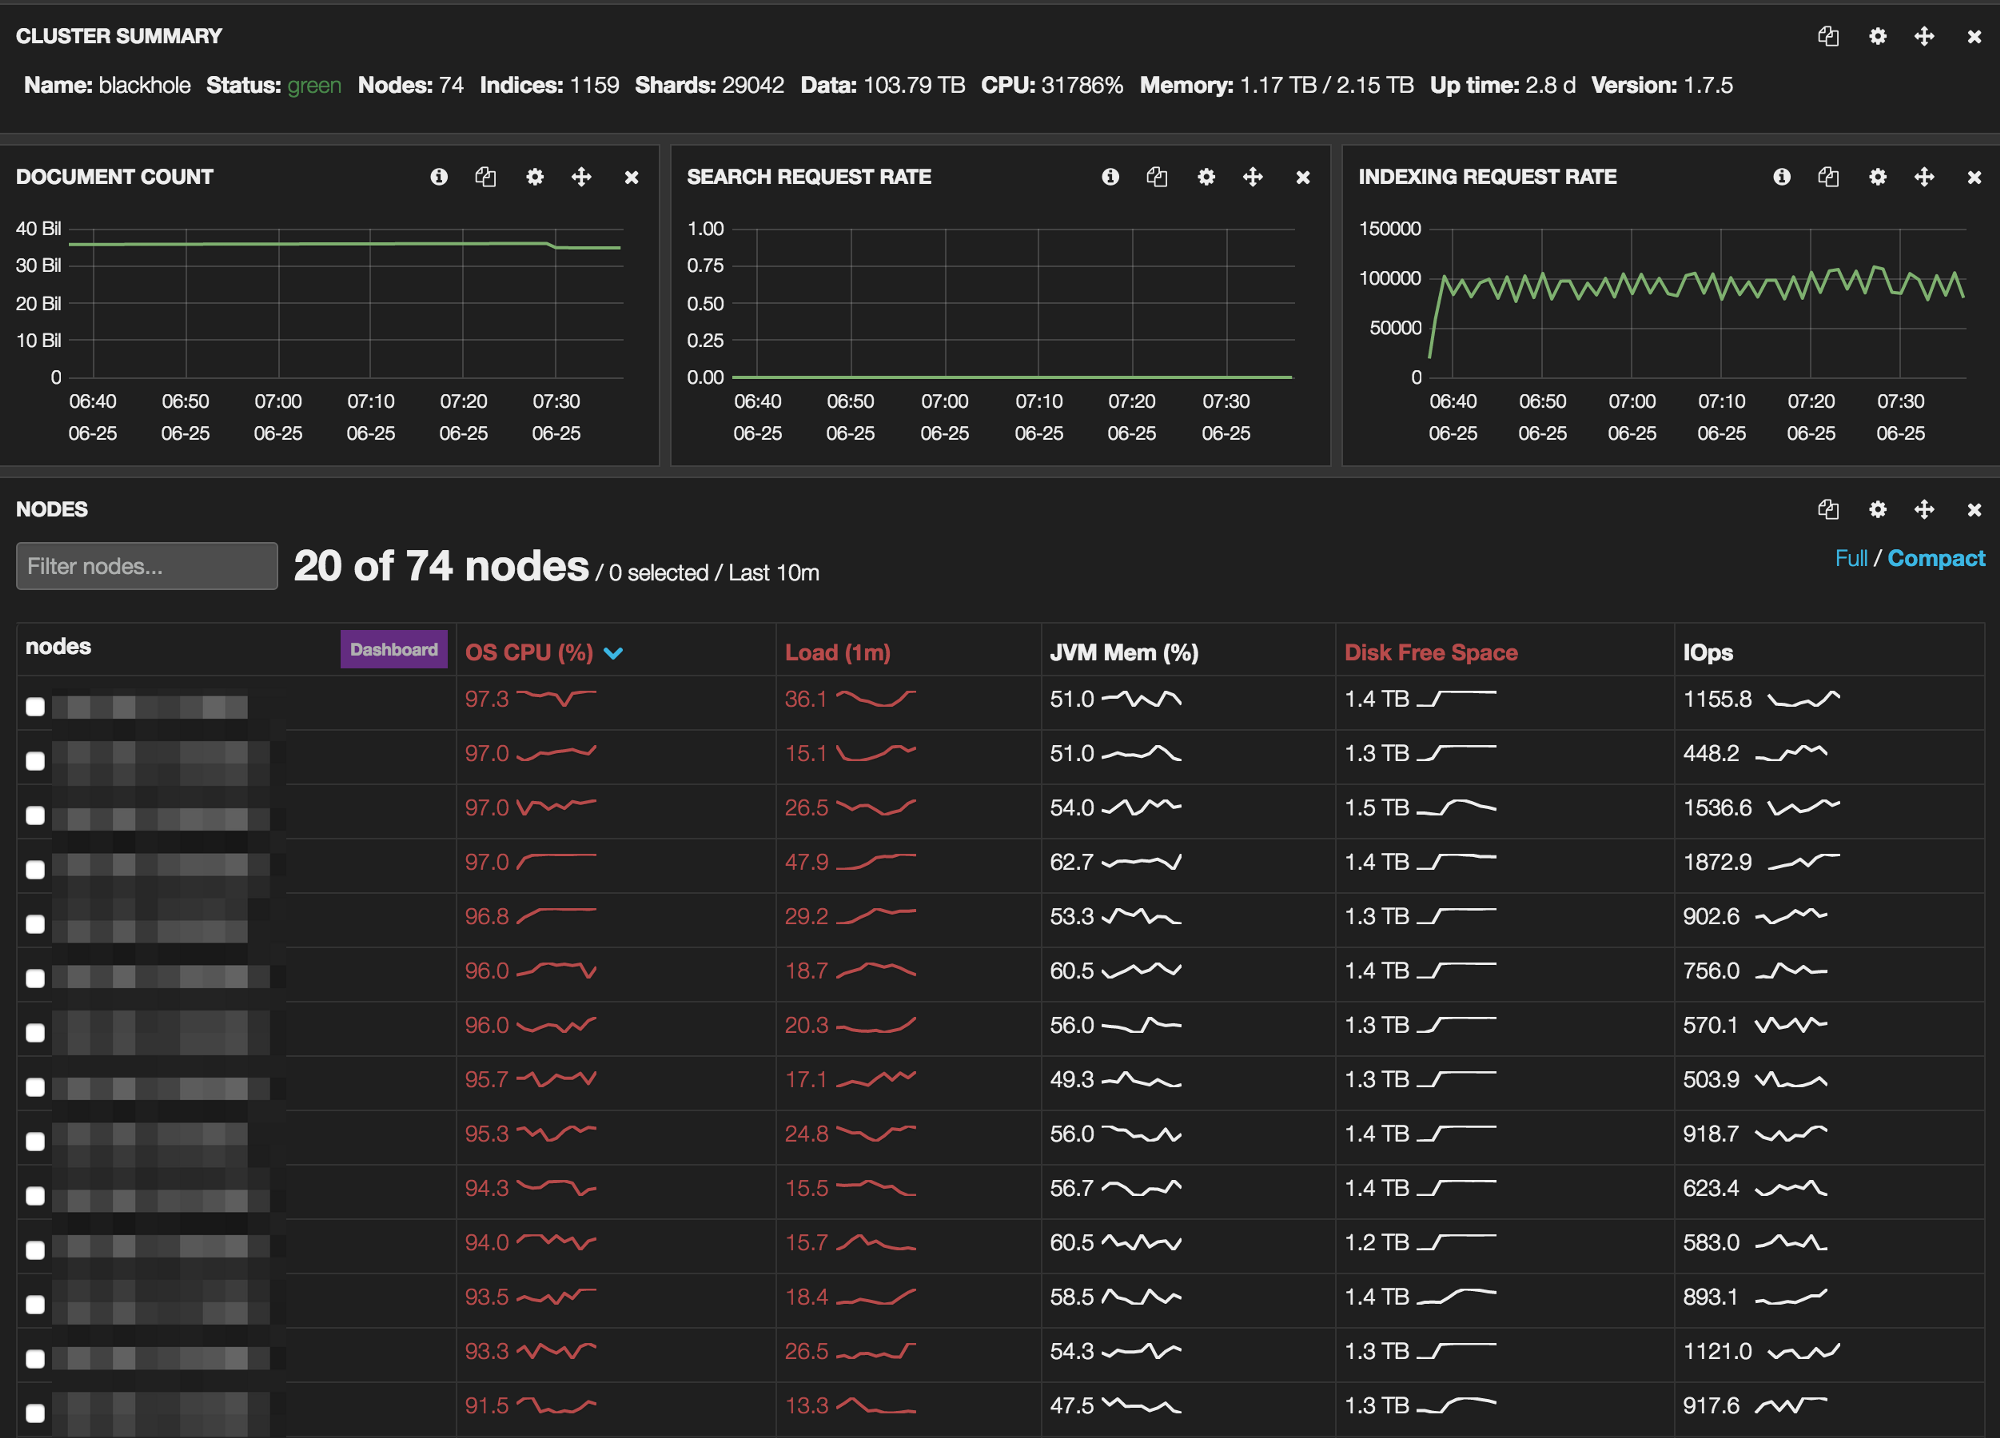 CLUSTER SUMMARY
Name: blackhole Status: green Nodes: 74 Indices: 1159 Shards: 29042 Data: 103.79 TB CPU: 31786% Memory: 1.17 TB / 2.15 TB Up time: 2.8 d Version: 1.7.5
DOCUMENT COUNT
40 Bil
30 Bil
20 Bil
10 Bil
0
06:40 06:50 07:00 07:10 07:20 07:30
06-25 06-25 06-25 06-25 06-25 06-25
SEARCH REQUEST RATE
1.00
0.75
0.50
0.25
0.00
06:40 06:50 07:00 07:10 07:20 07:30
06-25 06-25 06-25 06-25 06-25 06-25
INDEXING REQUEST RATE
150000
100000
50000
0
06:40 06:50 07:00 07:10 07:20 07:30
06-25 06-25 06-25 06-25 06-25 06-25
NODES
Filter nodes... 20 of 74 nodes / 0 selected / Last 10m
Full / Compact
nodes Dashboard OS CPU (%) Load (1m) JVM Mem (%) Disk Free Space IOps
97.3 36.1 51.0 1.4 TB 1155.8
97.0 15.1 51.0 1.3 TB 448.2
97.0 26.5 54.0 1.5 TB 1536.6
97.0 47.9 62.7 1.4 TB 1872.9
96.8 29.2 53.3 1.3 TB 902.6
96.0 18.7 60.5 1.4 TB 756.0
96.0 20.3 56.0 1.3 TB 570.1
95.7 17.1 49.3 1.3 TB 503.9
95.3 24.8 56.0 1.4 TB 918.7
94.3 15.5 56.7 1.4 TB 623.4
94.0 15.7 60.5 1.2 TB 583.0
93.5 18.4 58.5 1.4 TB 893.1
93.3 26.5 54.3 1.3 TB 1121.0
91.5 13.3 47.5 1.3 TB 917.6